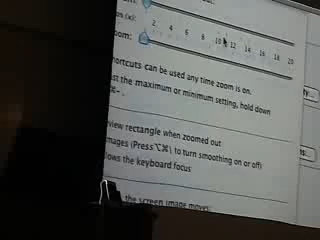 2 4 6 8 10 12 14 16 18 20
oom:
ortcuts can be used any time zoom is on.
st the maximum or minimum setting, hold down
⌘-.
view rectangle when zoomed out
mages (Press ⌥⌘\ to turn smoothing on or off)
lows the keyboard focus
the screen image moves: